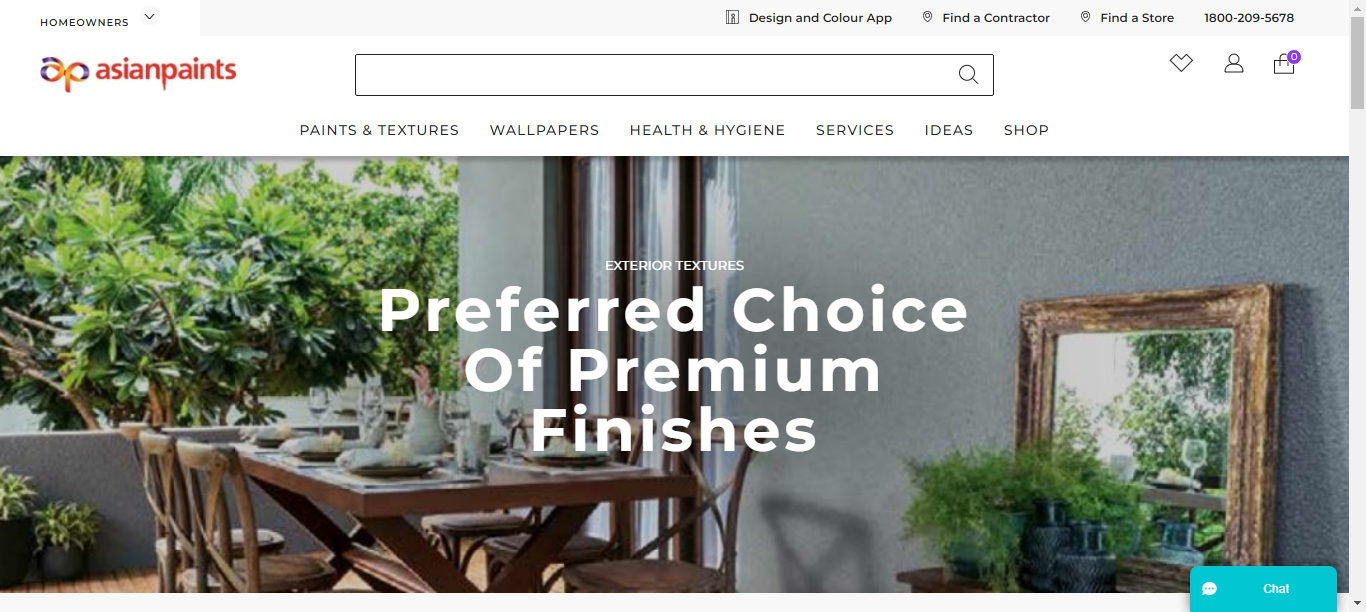 HOMEOWNERS
Design and Colour App
Find a Contractor
Find a Store
1800-209-5678
asianpaints
0
PAINTS & TEXTURES
WALLPAPERS
HEALTH & HYGIENE
SERVICES
IDEAS
SHOP
EXTERIOR TEXTURES
Preferred Choice
Of Premium
Finishes
Chat